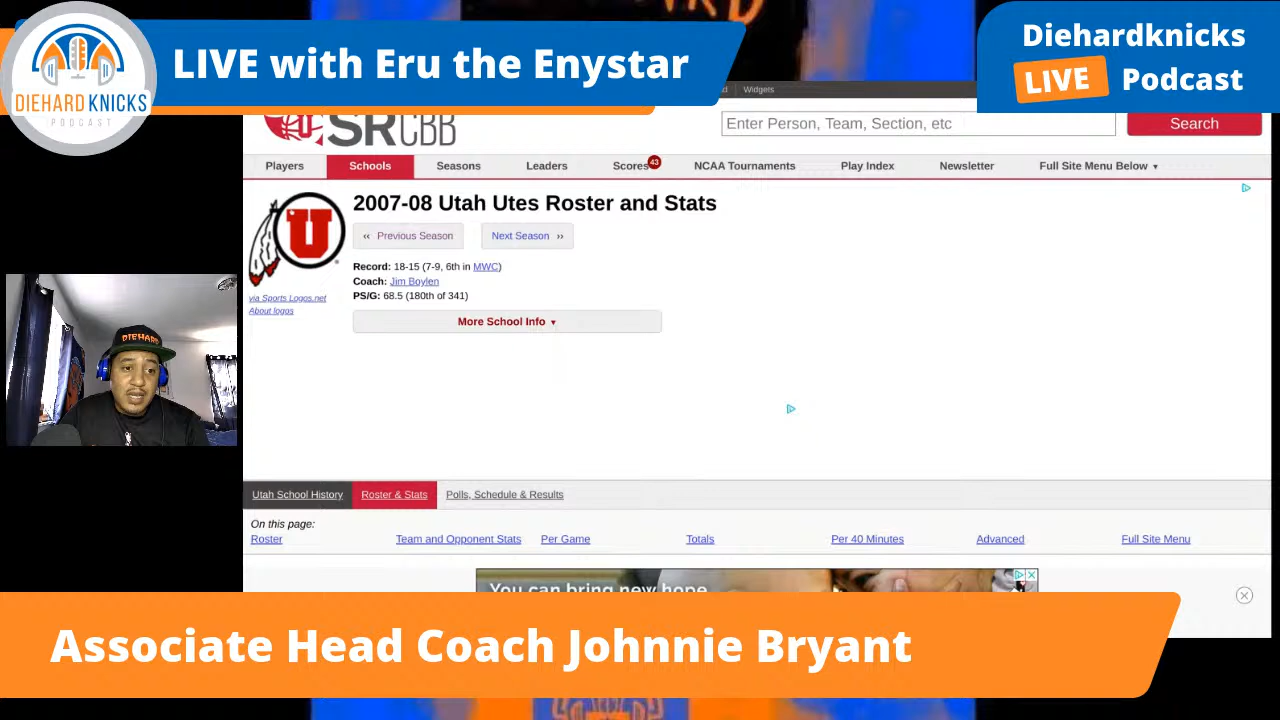 LIVE with Eru the Enystar
Diehardknicks
LIVE Podcast
DIEHARD KNICKS
PODCAST
Widgets
SRCBB
Enter Person, Team, Section, etc
Search
Players Schools Seasons Leaders Scores 43 NCAA Tournaments Play Index Newsletter Full Site Menu Below ▼
2007-08 Utah Utes Roster and Stats
‹‹ Previous Season Next Season ››
Record: 18-15 (7-9, 6th in MWC)
Coach: Jim Boylen
PS/G: 68.5 (180th of 341)
via Sports Logos.net
About logos
More School Info ▼
U
DIEHARD
Utah School History Roster & Stats Polls, Schedule & Results
On this page:
Roster Team and Opponent Stats Per Game Totals Per 40 Minutes Advanced Full Site Menu
You can bring new hope
Associate Head Coach Johnnie Bryant